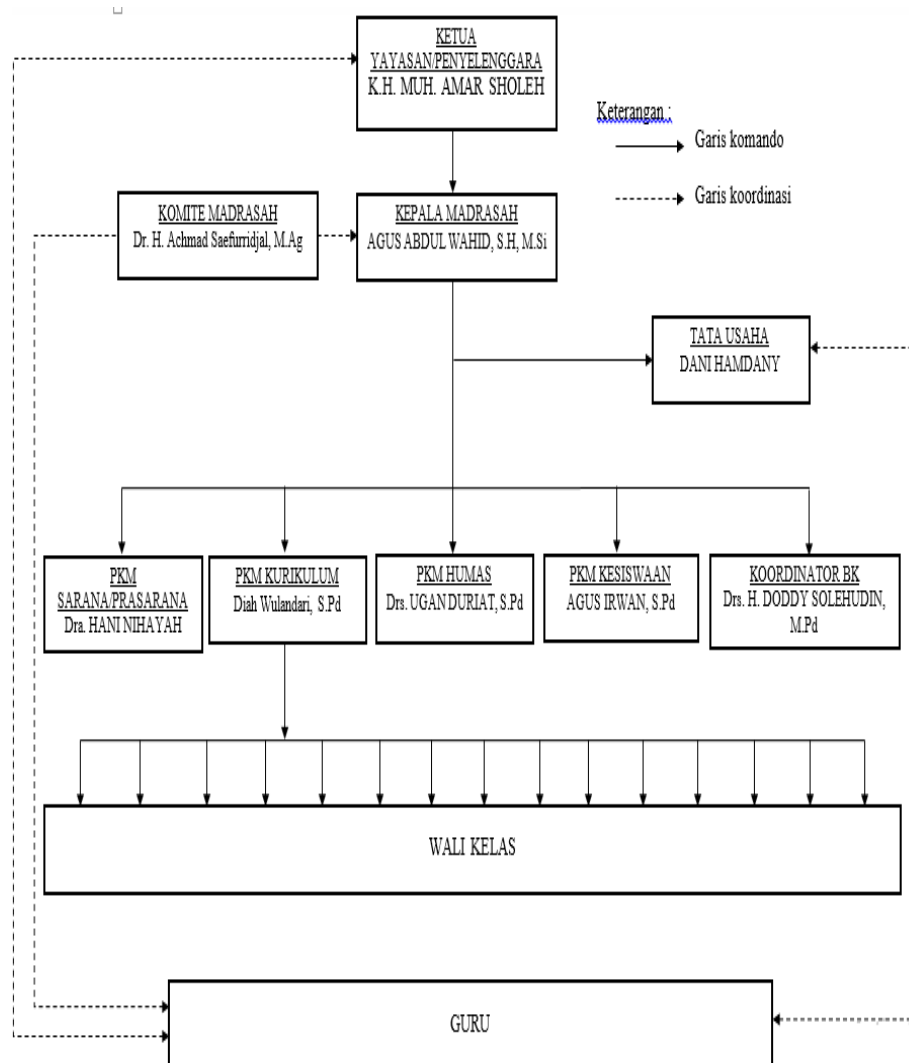 KETUA
YAYASAN/PENYELENGGARA
K.H. MUH. AMAR SHOLEH
Keterangan :
Garis komando
Garis koordinasi
KOMITE MADRASAH
Dr. H. Achmad Saefurridjal, M.Ag
KEPALA MADRASAH
AGUS ABDUL WAHID, S.H, M.Si
TATA USAHA
DANI HAMDANY
PKM
SARANA/PRASARANA
Dra. HANI NIHAYAH
PKM KURIKULUM
Diah Wulandari, S.Pd
PKM HUMAS
Drs. UGAN DURIAT, S.Pd
PKM KESISWAAN
AGUS IRWAN, S.Pd
KOORDINATOR BK
Drs. H. DODDY SOLEHUDIN,
M.Pd
WALI KELAS
GURU